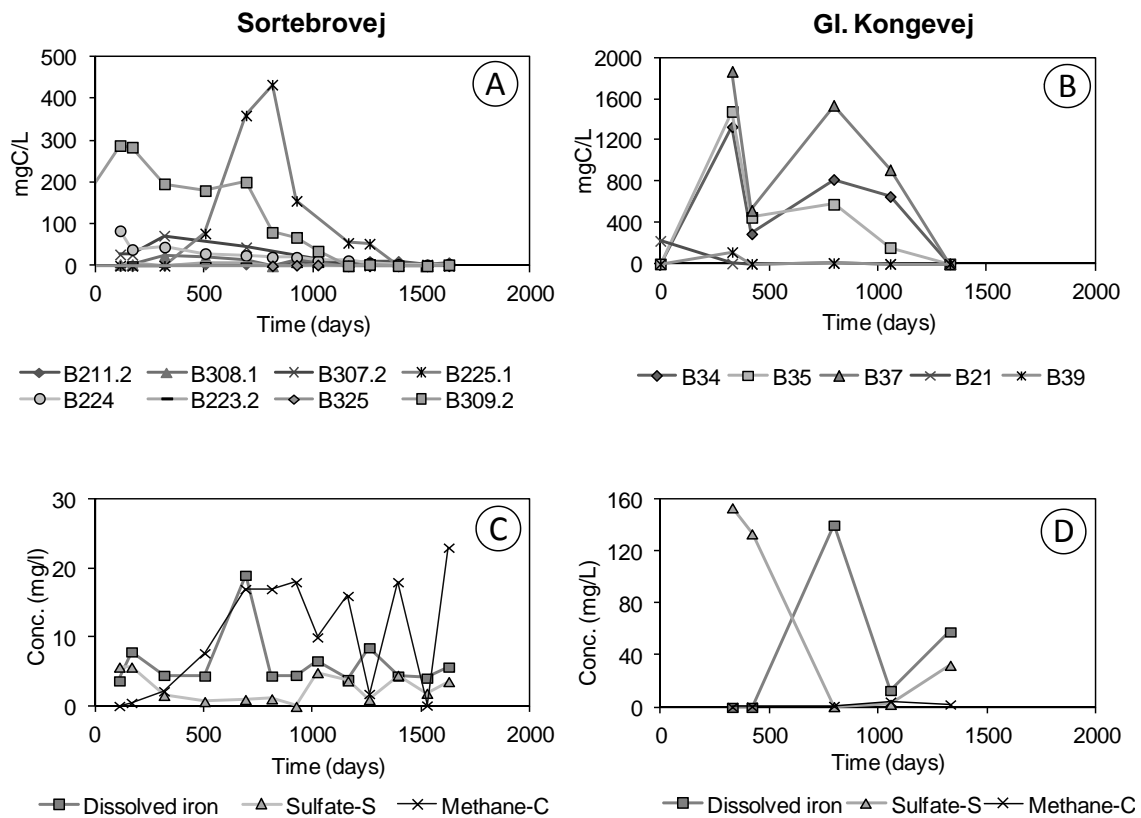 Sortebrovej
Gl. Kongevej
A
500
400
300
200
100
0
mgC/L
0 500 1000 1500 2000
Time (days)
B211.2 B308.1 B307.2 B225.1
B224 B223.2 B325 B309.2
B
2000
1600
1200
800
400
0
mgC/L
0 500 1000 1500 2000
Time (days)
B34 B35 B37 B21 B39
C
30
20
10
0
Conc. (mg/l)
0 500 1000 1500 2000
Time (days)
Dissolved iron Sulfate-S Methane-C
D
160
120
80
40
0
Conc. (mg/L)
0 500 1000 1500 2000
Time (days)
Dissolved iron Sulfate-S Methane-C